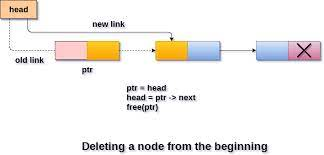 head
new link
old link
ptr
ptr = head
head = ptr -> next
free(ptr)
Deleting a node from the beginning